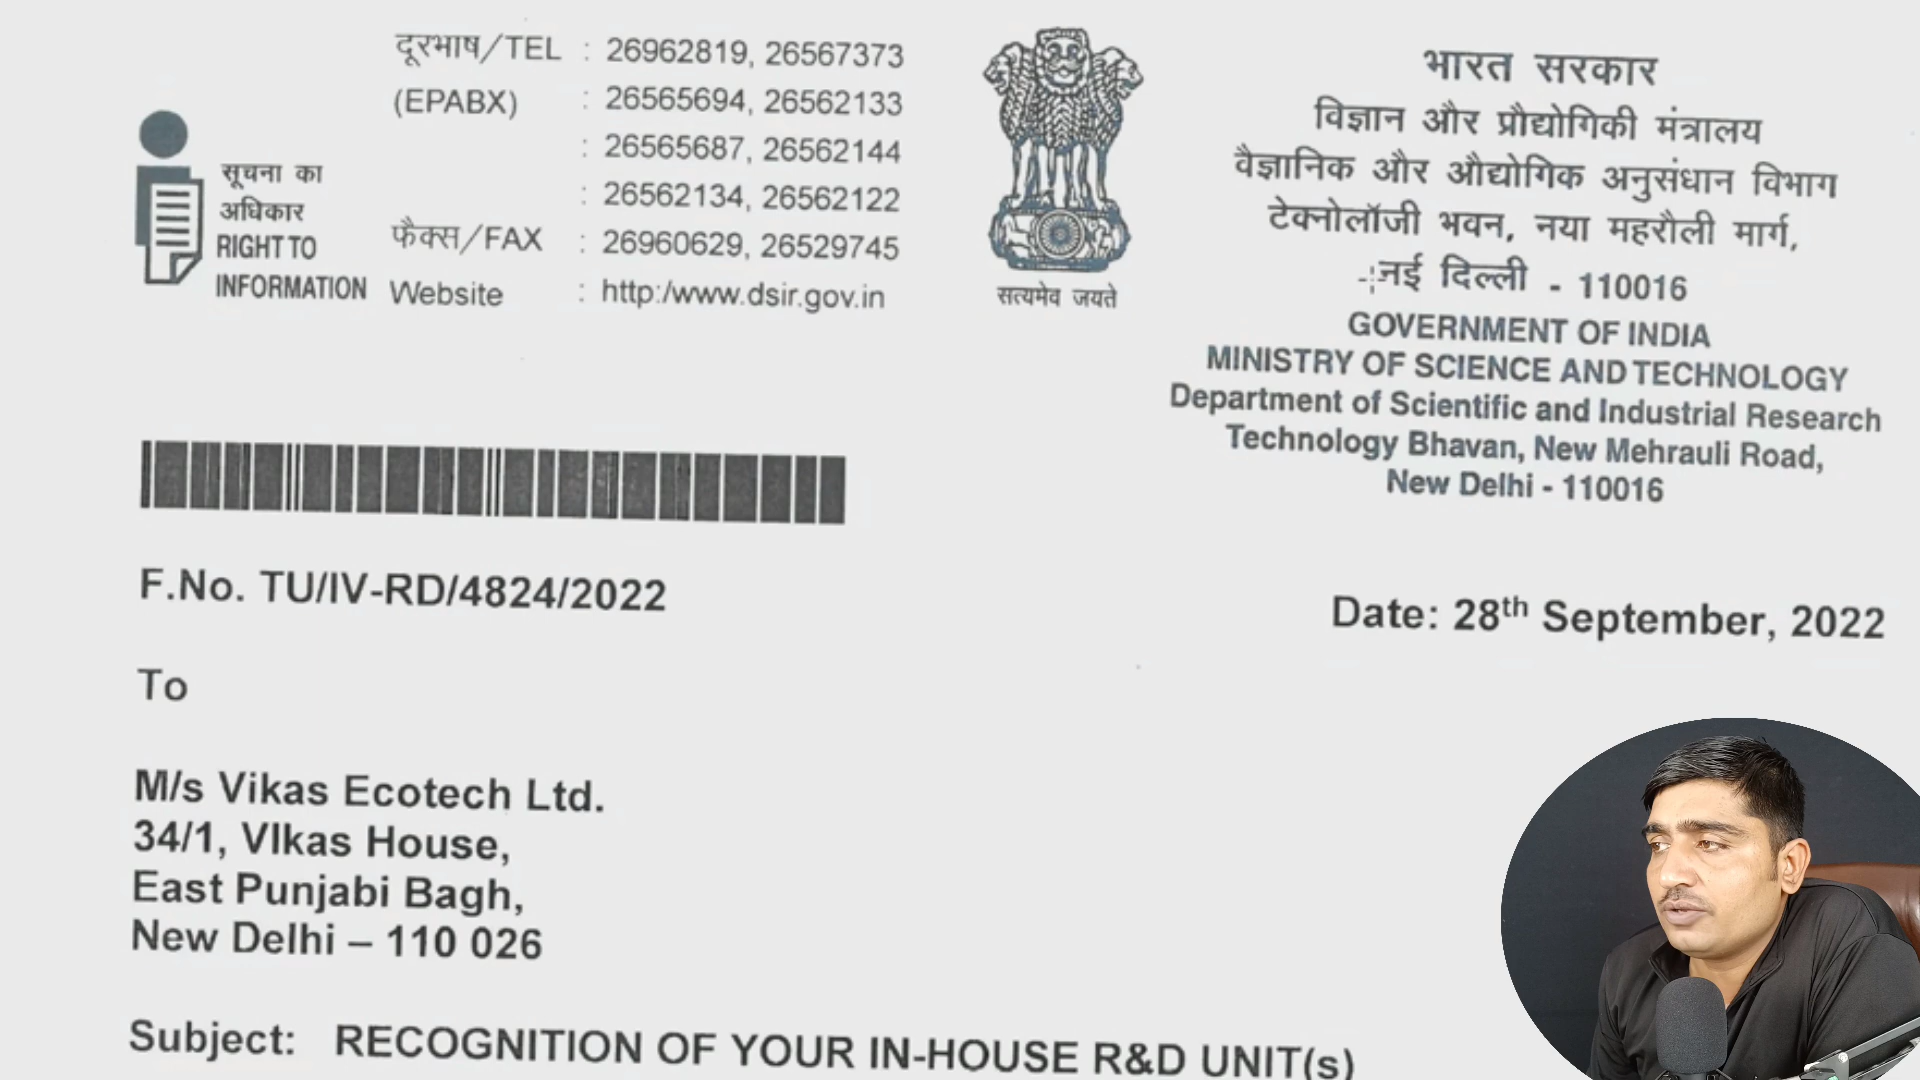 दूरभाष/TEL : 26962819, 26567373
(EPABX) : 26565694, 26562133
: 26565687, 26562144
: 26562134, 26562122
फैक्स/FAX : 26960629, 26529745
Website : http:/www.dsir.gov.in
सूचना का
अधिकार
RIGHT TO
INFORMATION
सत्यमेव जयते
भारत सरकार
विज्ञान और प्रौद्योगिकी मंत्रालय
वैज्ञानिक और औद्योगिक अनुसंधान विभाग
टेक्नोलॉजी भवन, नया महरौली मार्ग,
नई दिल्ली - 110016
GOVERNMENT OF INDIA
MINISTRY OF SCIENCE AND TECHNOLOGY
Department of Scientific and Industrial Research
Technology Bhavan, New Mehrauli Road,
New Delhi - 110016
F.No. TU/IV-RD/4824/2022
Date: 28th September, 2022
To
M/s Vikas Ecotech Ltd.
34/1, VIkas House,
East Punjabi Bagh,
New Delhi – 110 026
Subject: RECOGNITION OF YOUR IN-HOUSE R&D UNIT(s)